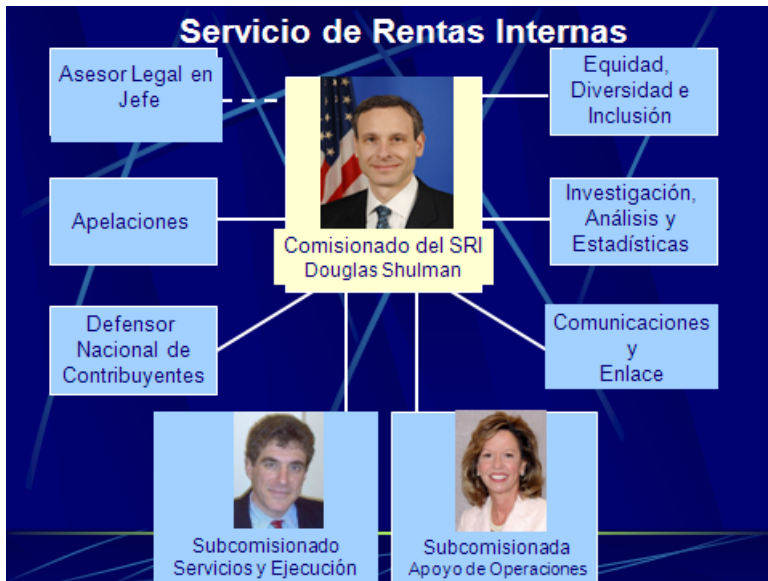 Servicio de Rentas Internas
Asesor Legal en
Jefe
Equidad,
Diversidad e
Inclusión
Apelaciones
Comisionado del SRI
Douglas Shulman
Investigación,
Análisis y
Estadísticas
Defensor
Nacional de
Contribuyentes
Comunicaciones
y
Enlace
Subcomisionado
Servicios y Ejecución
Subcomisionada
Apoyo de Operaciones